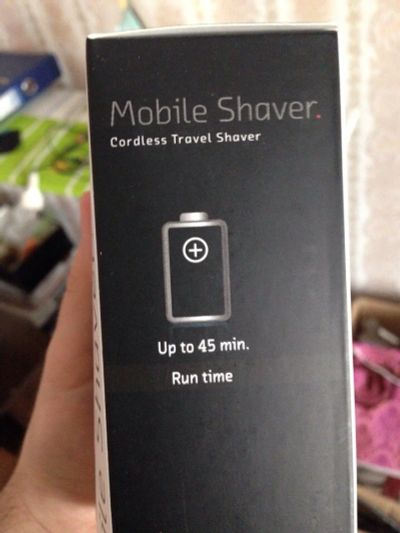 Mobile Shaver.
Cordless Travel Shaver
Up to 45 min.
Run time